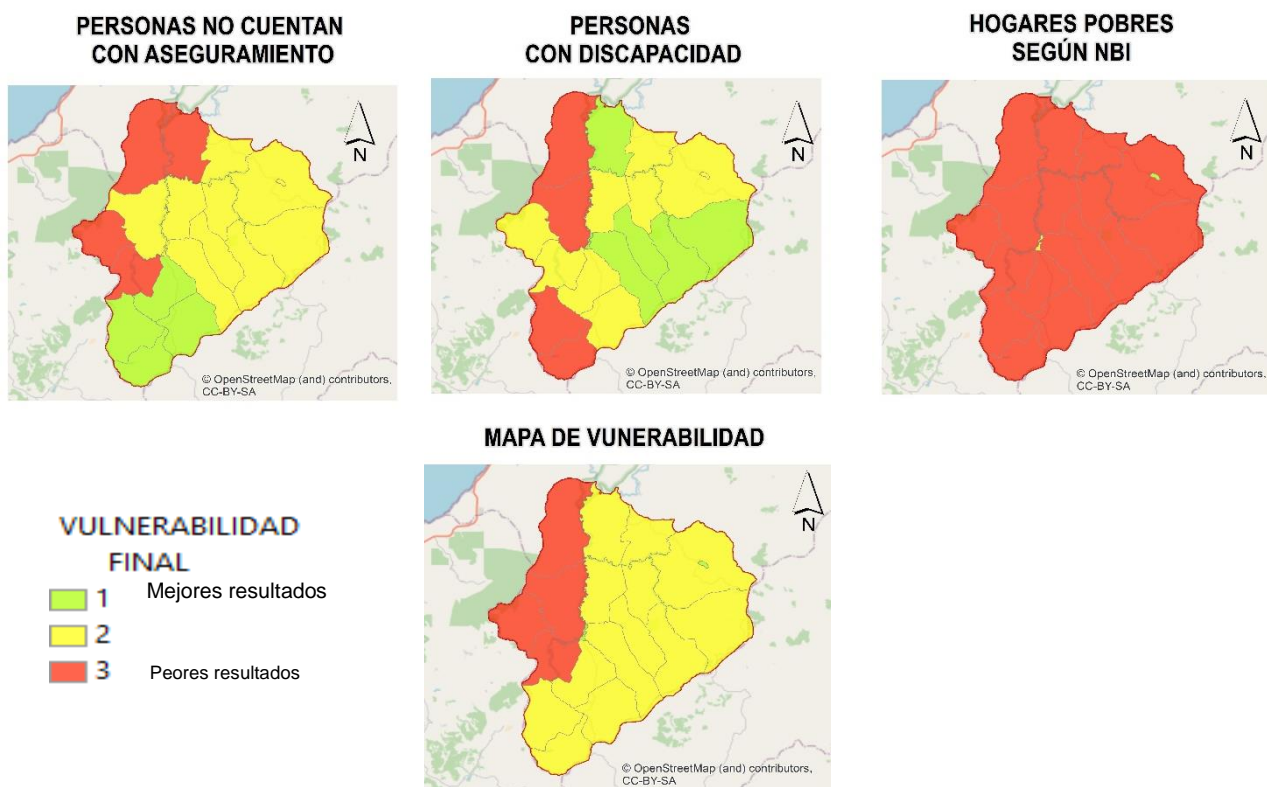 PERSONAS NO CUENTAN
CON ASEGURAMIENTO
PERSONAS
CON DISCAPACIDAD
HOGARES POBRES
SEGÚN NBI
N
© OpenStreetMap (and) contributors,
CC-BY-SA
N
© OpenStreetMap (and) contributors,
CC-BY-SA
N
© OpenStreetMap (and) contributors,
CC-BY-SA
MAPA DE VUNERABILIDAD
N
© OpenStreetMap (and) contributors,
CC-BY-SA
VULNERABILIDAD
FINAL
1 Mejores resultados
2
3 Peores resultados